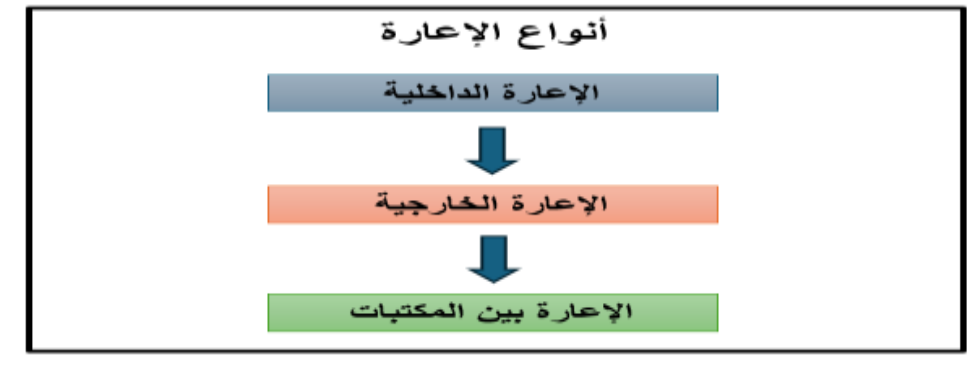 أنواع الإعارة
الإعارة الداخلية
الإعارة الخارجية
الإعارة بين المكتبات